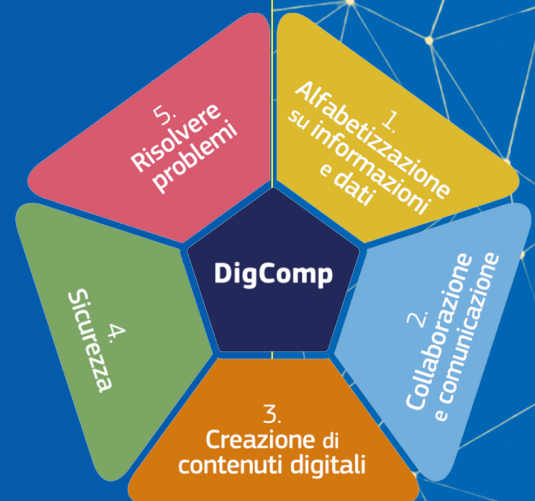 DigComp
1.
Alfabetizzazione
su informazioni
e dati
2.
Collaborazione
e comunicazione
3.
Creazione di
contenuti digitali
4.
Sicurezza
5.
Risolvere
problemi